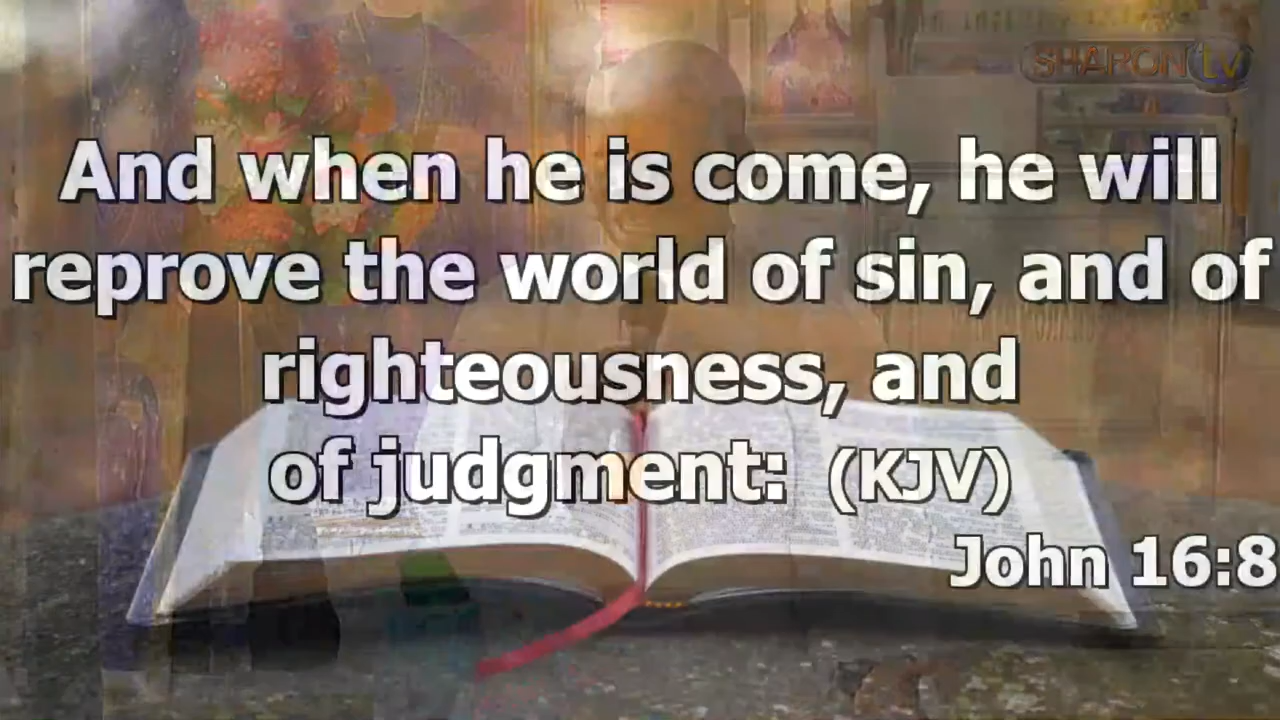 SHARON tv
And when he is come, he will
reprove the world of sin, and of
righteousness, and
of judgment: (KJV)
John 16:8